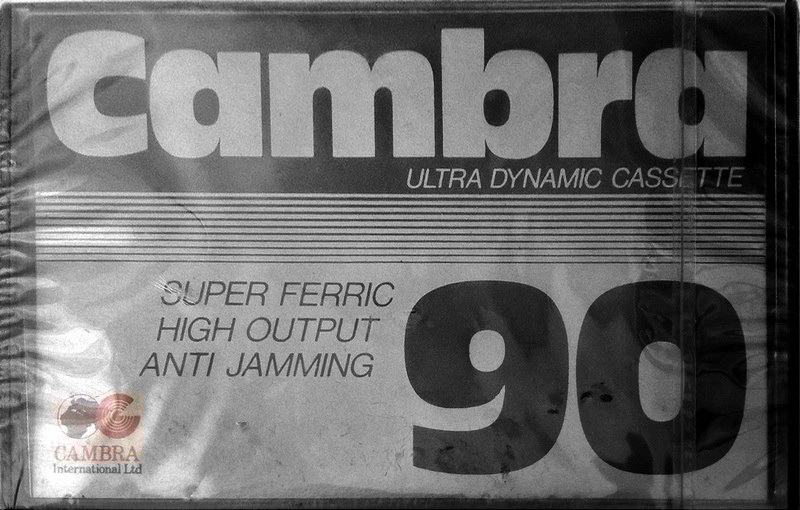 Cambra
ULTRA DYNAMIC CASSETTE
SUPER FERRIC
HIGH OUTPUT
ANTI JAMMING
90
CAMBRA
International Ltd